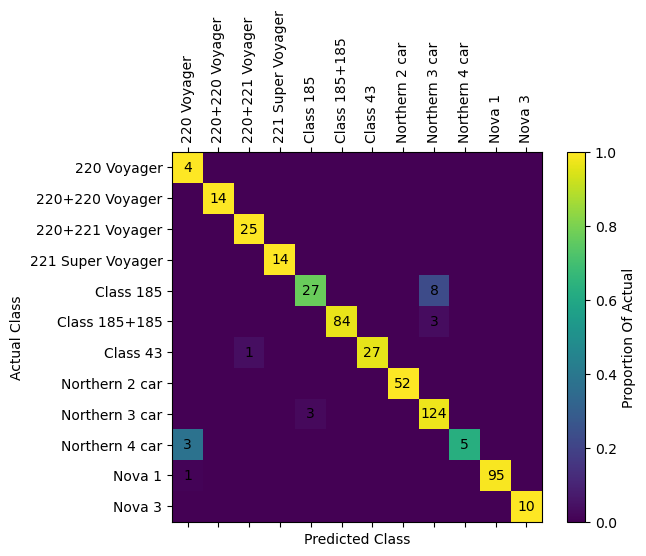 220 Voyager
220+220 Voyager
220+221 Voyager
221 Super Voyager
Class 185
Class 185+185
Class 43
Northern 2 car
Northern 3 car
Northern 4 car
Nova 1
Nova 3
220 Voyager 4
220+220 Voyager 14
220+221 Voyager 25
221 Super Voyager 14
Class 185 27 8
Class 185+185 84 3
Class 43 1 27
Northern 2 car 52
Northern 3 car 3 124
Northern 4 car 3 5
Nova 1 1 95
Nova 3 10
Actual Class
Predicted Class
1.0
0.8
0.6
0.4
0.2
0.0
Proportion Of Actual